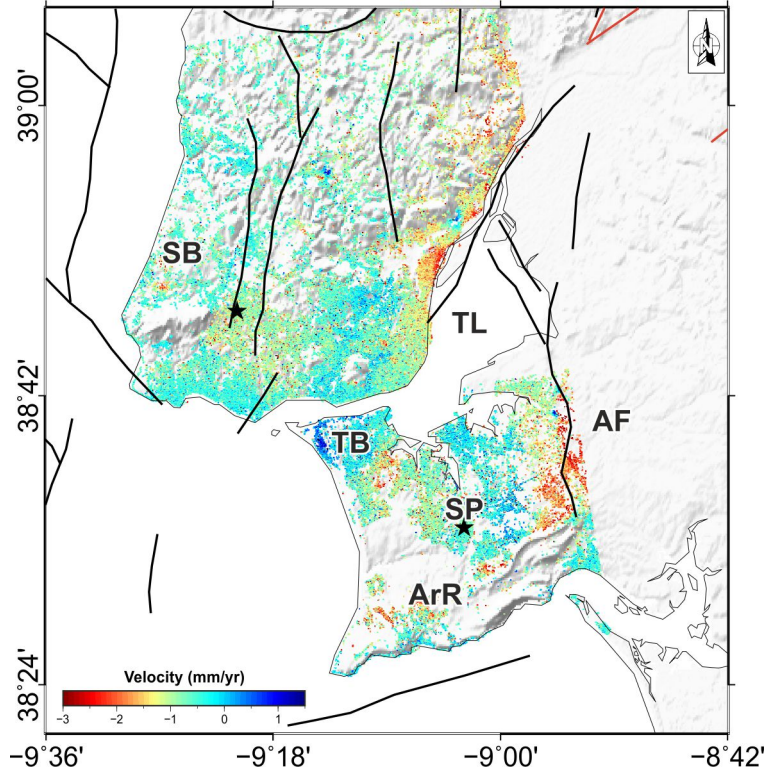 N
39°00'
SB
TL
38°42'
AF
TB
SP
ArR
38°24'
Velocity (mm/yr)
−3 −2 −1 0 1
−9°36' −9°18' −9°00' −8°42'